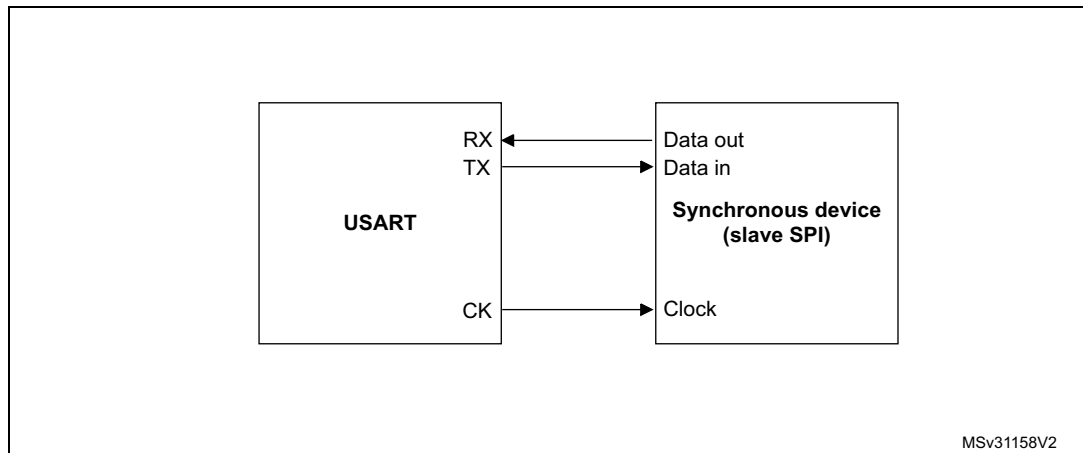 RX
Data out
TX
Data in
USART
Synchronous device
(slave SPI)
CK
Clock
MSv31158V2